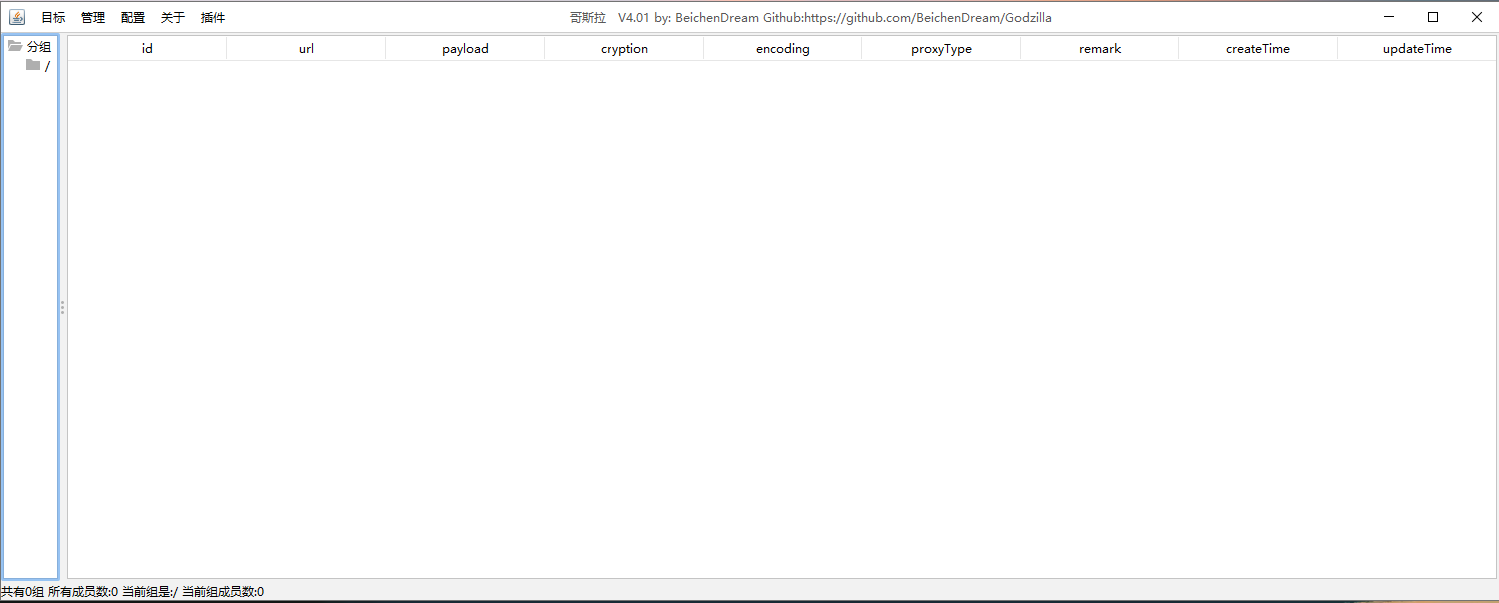 目标 管理 配置 关于 插件 哥斯拉 V4.01 by: BeichenDream Github:https://github.com/BeichenDream/Godzilla
分组 id url payload cryption encoding proxyType remark createTime updateTime
/
共有0组 所有成员数:0 当前组是:/ 当前组成员数:0